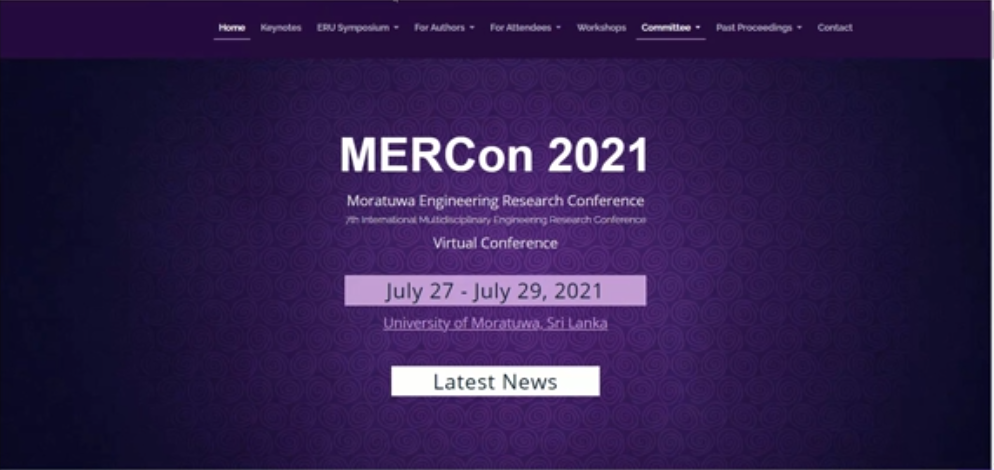 Home Keynotes ERU Symposium For Authors For Attendees Workshops Committee Past Proceedings Contact
MERCon 2021
Moratuwa Engineering Research Conference
7th International Multidisciplinary Engineering Research Conference
Virtual Conference
July 27 - July 29, 2021
University of Moratuwa, Sri Lanka
Latest News